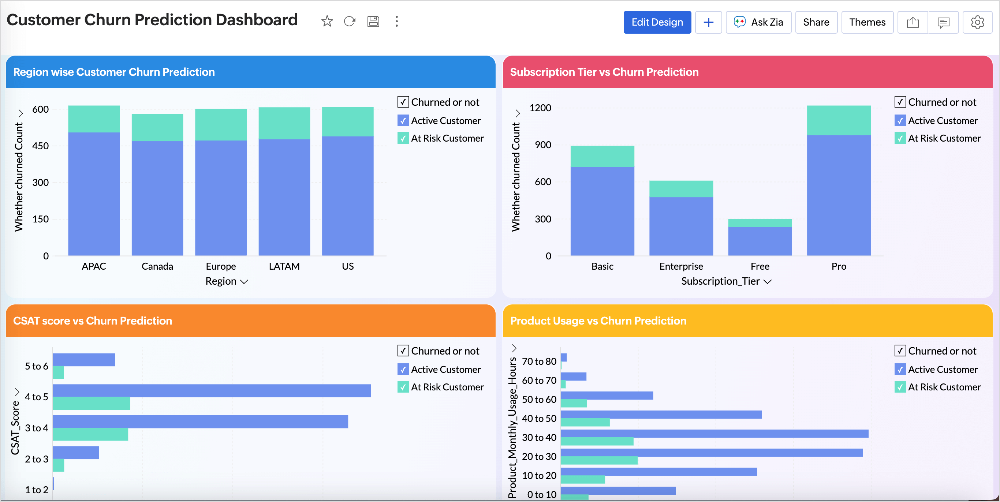 Customer Churn Prediction Dashboard
Edit Design
Ask Zia
Share
Themes
Region wise Customer Churn Prediction
Whether churned Count
600
450
300
150
0
APAC
Canada
Europe
LATAM
US
Region
Churned or not
Active Customer
At Risk Customer
Subscription Tier vs Churn Prediction
Whether churned Count
1200
900
600
300
0
Basic
Enterprise
Free
Pro
Subscription_Tier
Churned or not
Active Customer
At Risk Customer
CSAT score vs Churn Prediction
CSAT_Score
5 to 6
4 to 5
3 to 4
2 to 3
1 to 2
Churned or not
Active Customer
At Risk Customer
Product Usage vs Churn Prediction
Product_Monthly_Usage_Hours
70 to 80
60 to 70
50 to 60
40 to 50
30 to 40
20 to 30
10 to 20
0 to 10
Churned or not
Active Customer
At Risk Customer